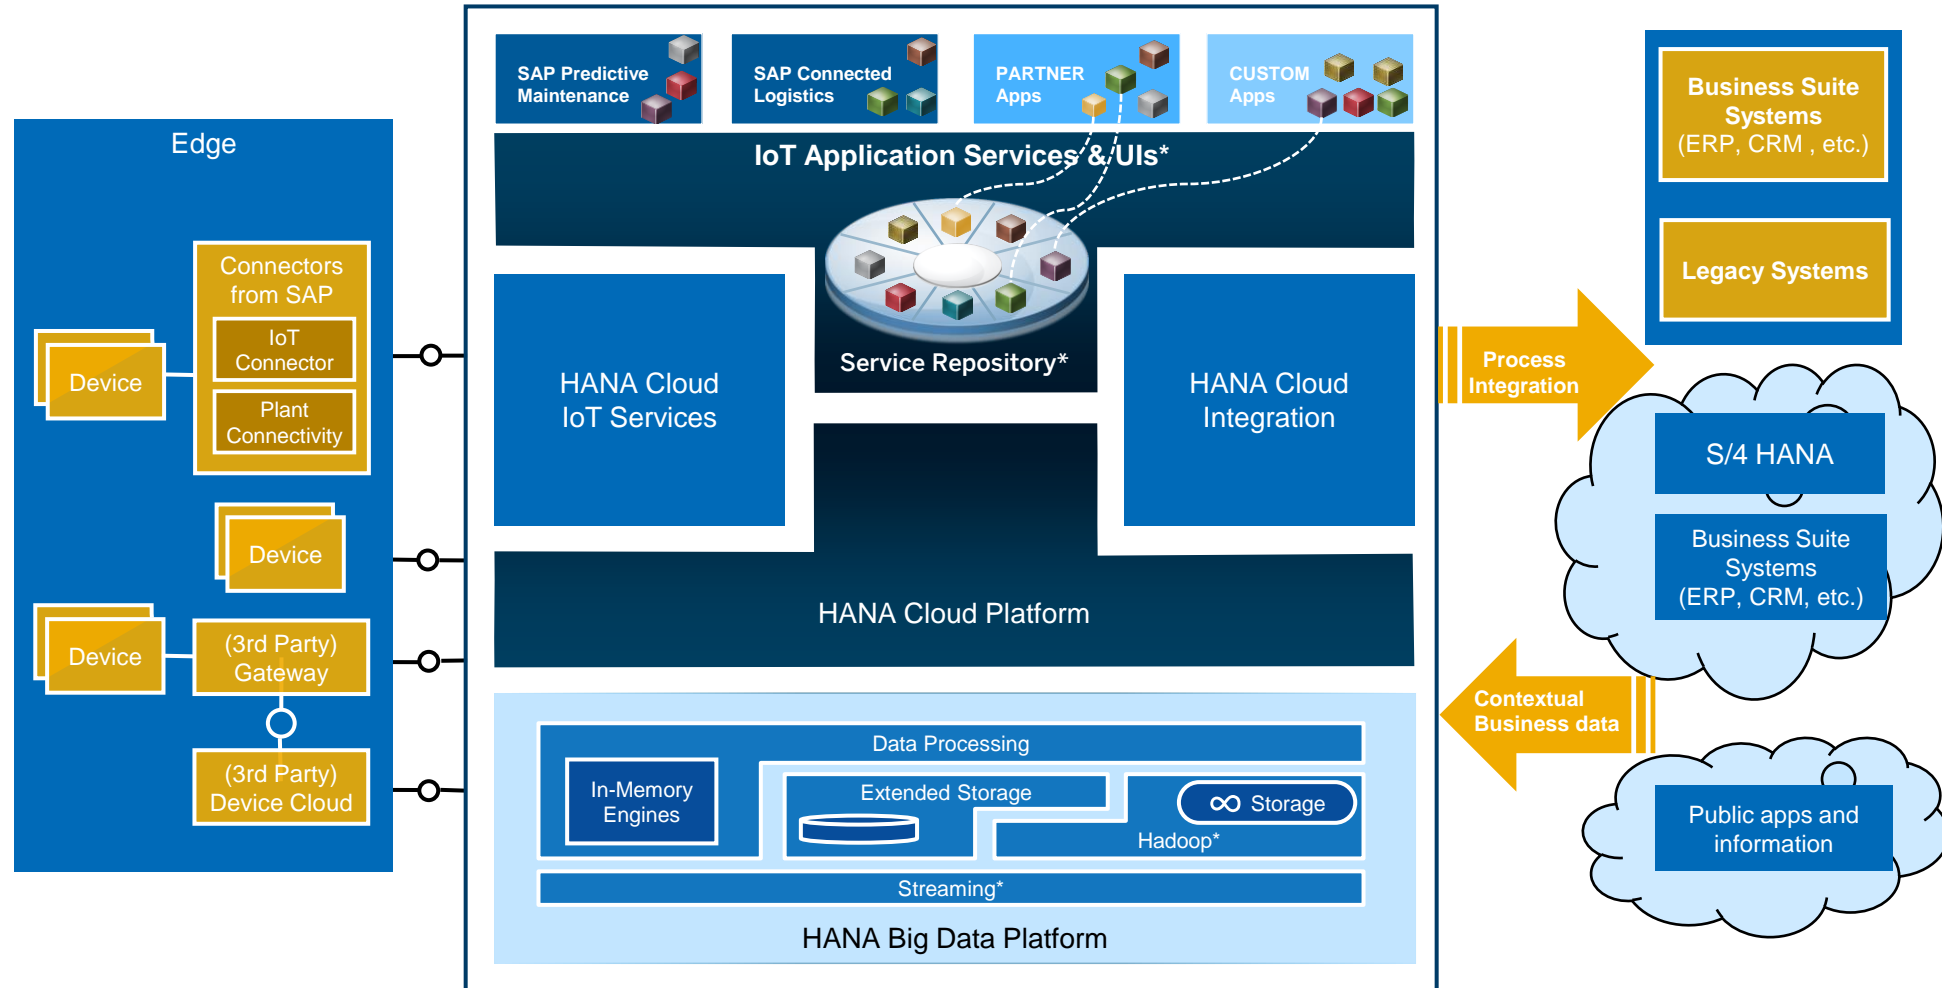 SAP Predictive
Maintenance
SAP Connected
Logistics
PARTNER
Apps
CUSTOM
Apps
IoT Application Services & UIs*
Service Repository*
HANA Cloud
IoT Services
HANA Cloud
Integration
HANA Cloud Platform
Data Processing
In-Memory
Engines
Extended Storage
∞ Storage
Hadoop*
Streaming*
HANA Big Data Platform
Edge
Connectors
from SAP
IoT
Connector
Plant
Connectivity
Device
Device
Device
(3rd Party)
Gateway
(3rd Party)
Device Cloud
Business Suite
Systems
(ERP, CRM , etc.)
Legacy Systems
Process
Integration
S/4 HANA
Business Suite
Systems
(ERP, CRM, etc.)
Contextual
Business data
Public apps and
information